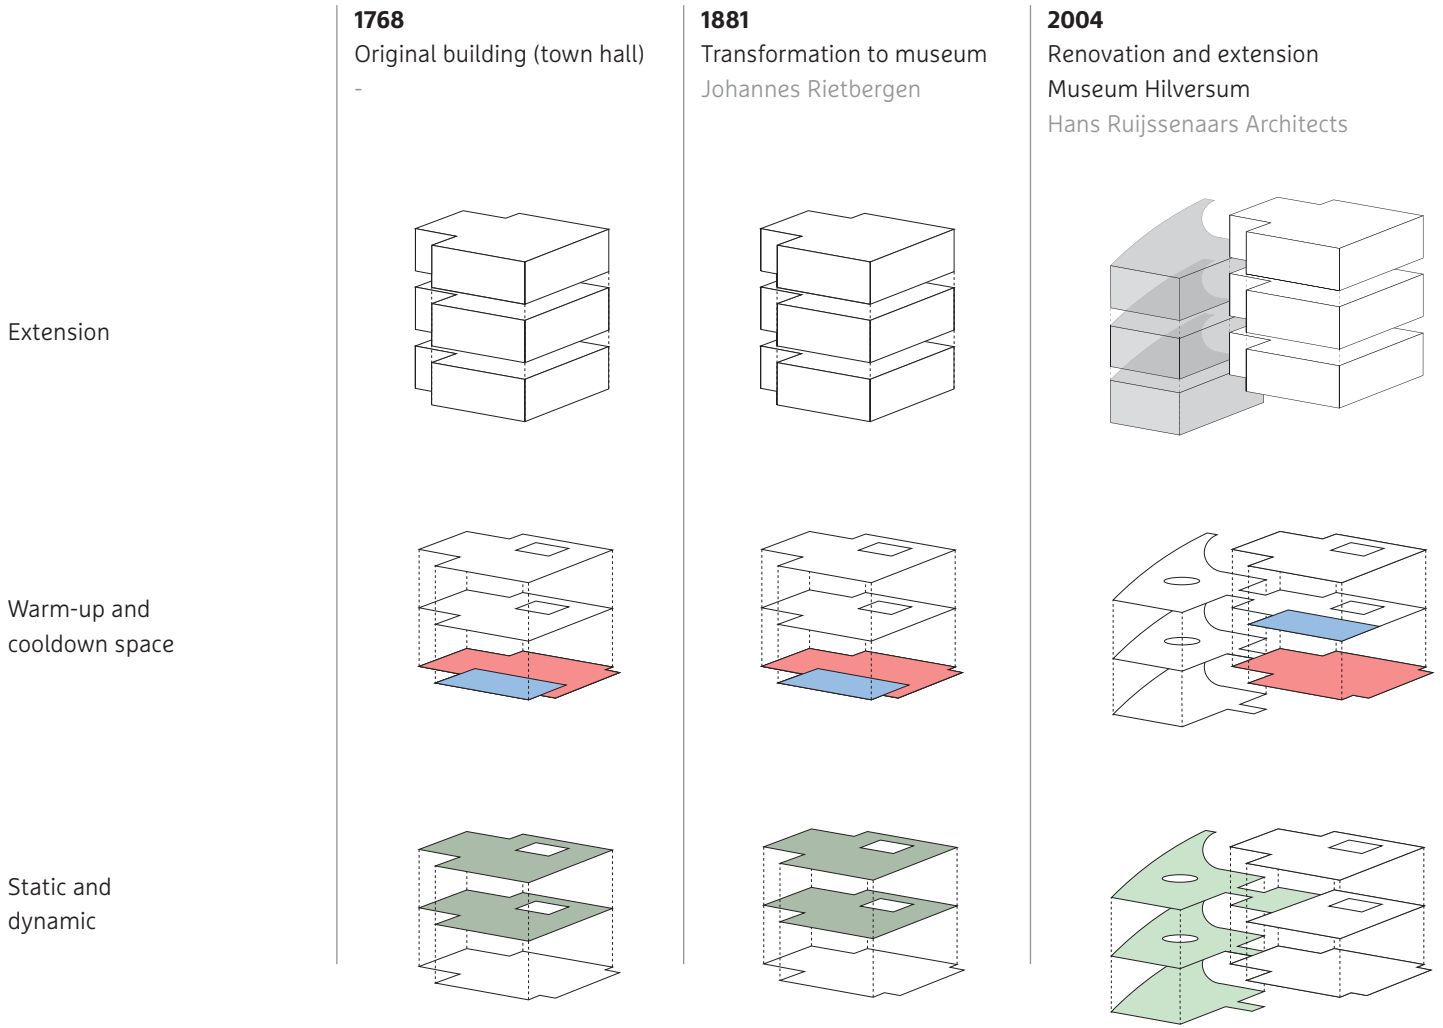 1768
Original building (town hall)
-
1881
Transformation to museum
Johannes Rietbergen
2004
Renovation and extension
Museum Hilversum
Hans Ruijssenaars Architects
Extension
Warm-up and
cooldown space
Static and
dynamic